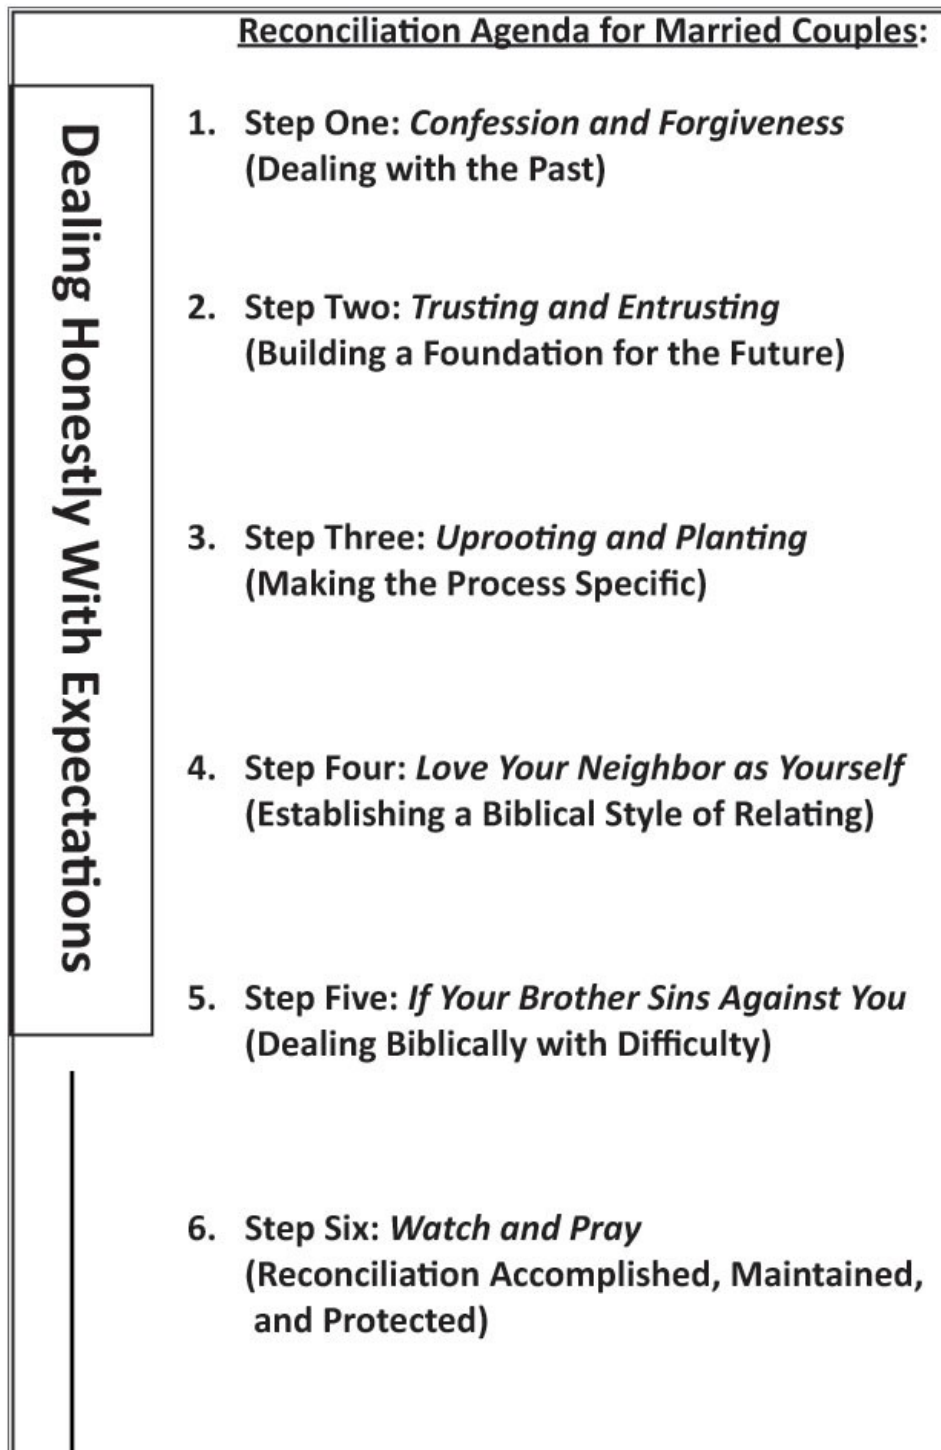 Reconciliation Agenda for Married Couples:
Dealing Honestly With Expectations
1. Step One: Confession and Forgiveness
(Dealing with the Past)
2. Step Two: Trusting and Entrusting
(Building a Foundation for the Future)
3. Step Three: Uprooting and Planting
(Making the Process Specific)
4. Step Four: Love Your Neighbor as Yourself
(Establishing a Biblical Style of Relating)
5. Step Five: If Your Brother Sins Against You
(Dealing Biblically with Difficulty)
6. Step Six: Watch and Pray
(Reconciliation Accomplished, Maintained,
and Protected)